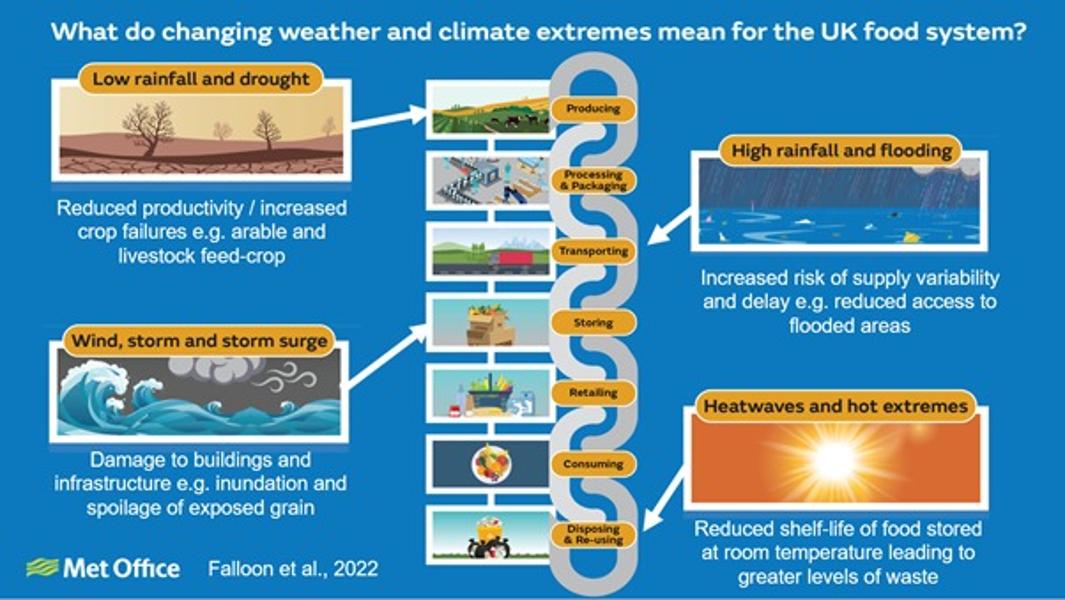 What do changing weather and climate extremes mean for the UK food system?
Low rainfall and drought
Reduced productivity / increased
crop failures e.g. arable and
livestock feed-crop
Wind, storm and storm surge
Damage to buildings and
infrastructure e.g. inundation and
spoilage of exposed grain
Producing
Processing
& Packaging
Transporting
Storing
Retailing
Consuming
Disposing
& Re-using
High rainfall and flooding
Increased risk of supply variability
and delay e.g. reduced access to
flooded areas
Heatwaves and hot extremes
Reduced shelf-life of food stored
at room temperature leading to
greater levels of waste
Met Office
Falloon et al., 2022